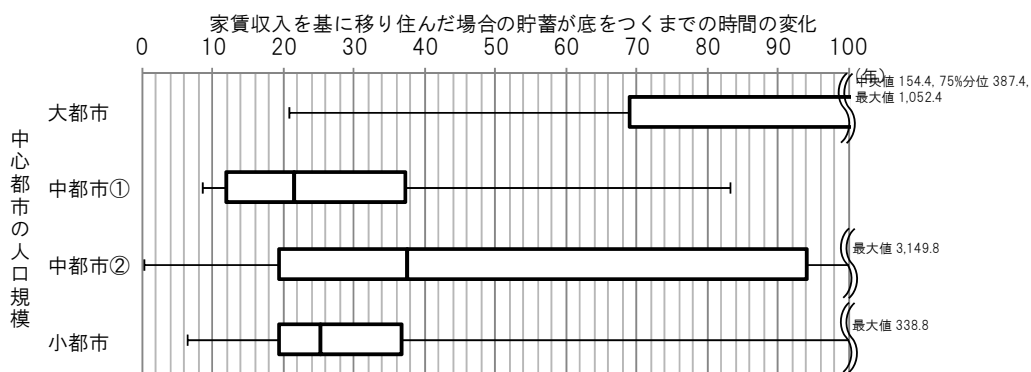 家賃収入を基に移り住んだ場合の貯蓄が底をつくまでの時間の変化
0 10 20 30 40 50 60 70 80 90 100
(年)
中央値 154.4, 75%分位 387.4,
最大値 1,052.4
中心都市の人口規模
大都市
中都市①
中都市②
最大値 3,149.8
小都市
最大値 338.8